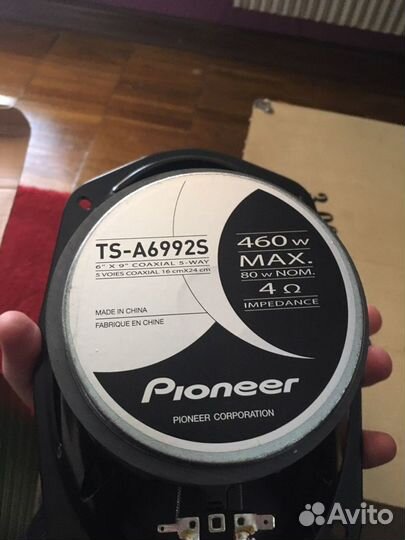 TS-A6992S
6" X 9" COAXIAL 5-WAY
5 VOIES COAXIAL 16 cmX24 cm
460 W
MAX.
80 W NOM.
4 Ω
IMPEDANCE
MADE IN CHINA
FABRIQUE EN CHINE
Pioneer
PIONEER CORPORATION
Avito